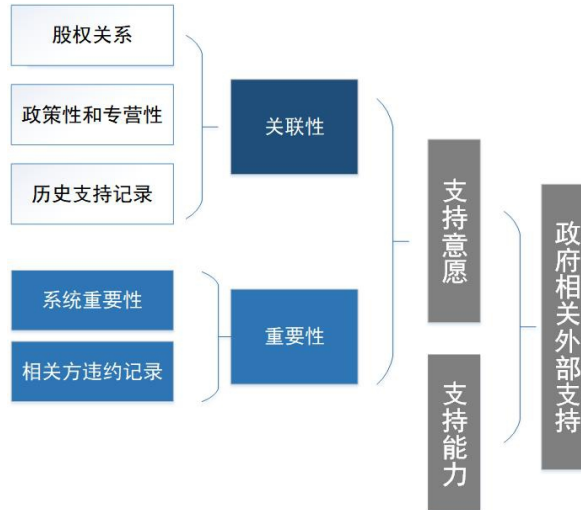 股权关系
政策性和专营性
历史支持记录
关联性
系统重要性
相关方违约记录
重要性
支持意愿
支持能力
政府相关外部支持